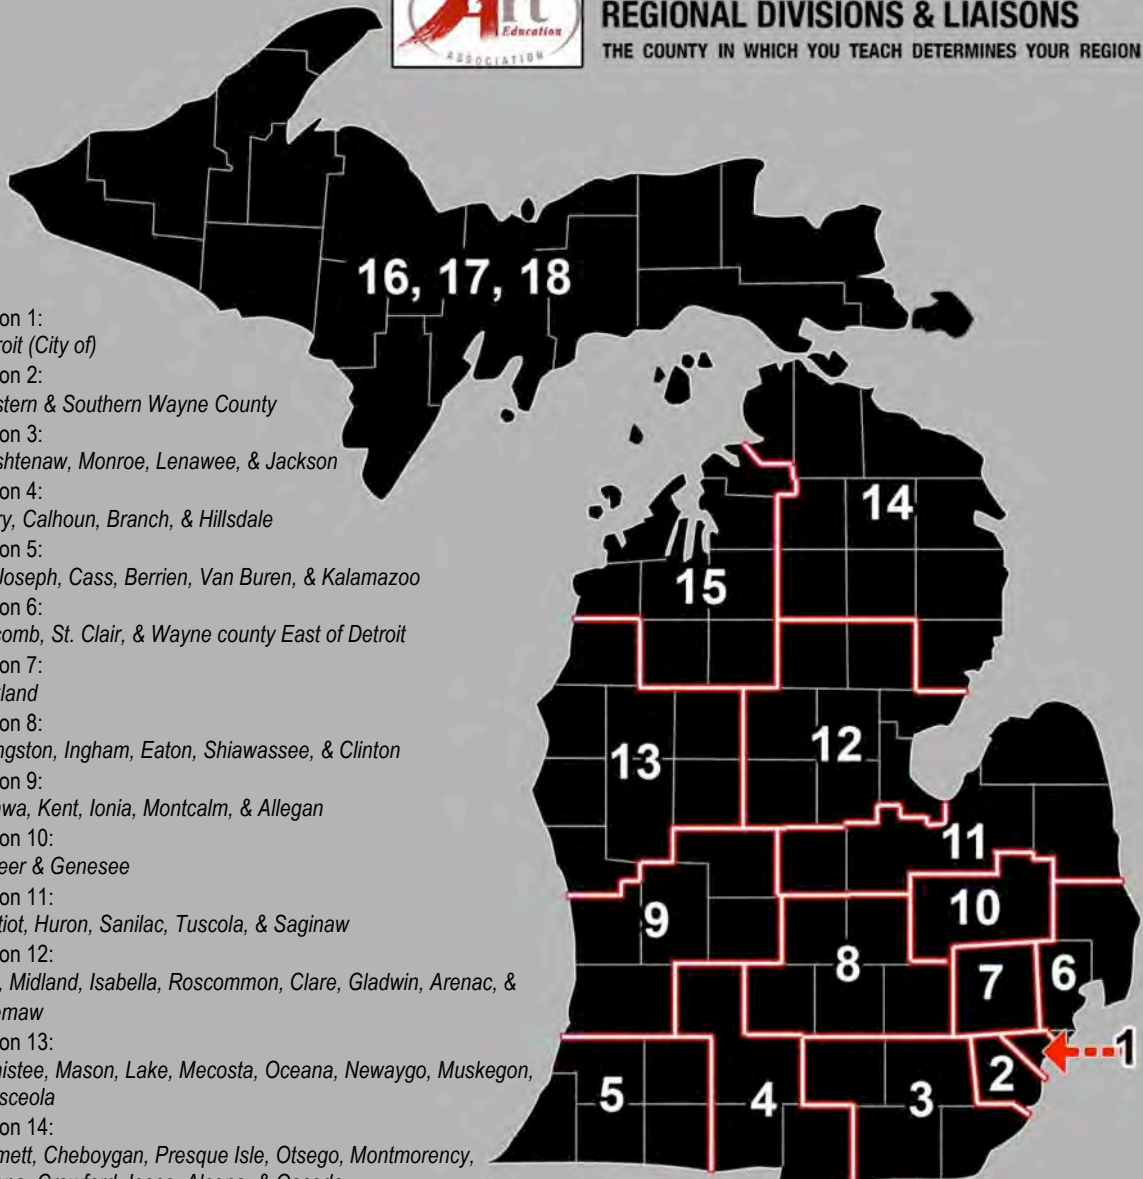 Art
Education
ASSOCIATION
REGIONAL DIVISIONS & LIAISONS
THE COUNTY IN WHICH YOU TEACH DETERMINES YOUR REGION
16, 17, 18
on 1:
roit (City of)
on 2:
stern & Southern Wayne County
on 3:
shtenaw, Monroe, Lenawee, & Jackson
on 4:
ry, Calhoun, Branch, & Hillsdale
on 5:
Joseph, Cass, Berrien, Van Buren, & Kalamazoo
on 6:
comb, St. Clair, & Wayne county East of Detroit
on 7:
land
on 8:
ngston, Ingham, Eaton, Shiawassee, & Clinton
on 9:
wa, Kent, Ionia, Montcalm, & Allegan
on 10:
eer & Genesee
on 11:
tiot, Huron, Sanilac, Tuscola, & Saginaw
on 12:
, Midland, Isabella, Roscommon, Clare, Gladwin, Arenac, &
emaw
on 13:
nistee, Mason, Lake, Mecosta, Oceana, Newaygo, Muskegon,
sceola
on 14:
mett, Cheboygan, Presque Isle, Otsego, Montmorency,
14
15
13
12
11
10
9
8
7
6
1
2
5
4
3